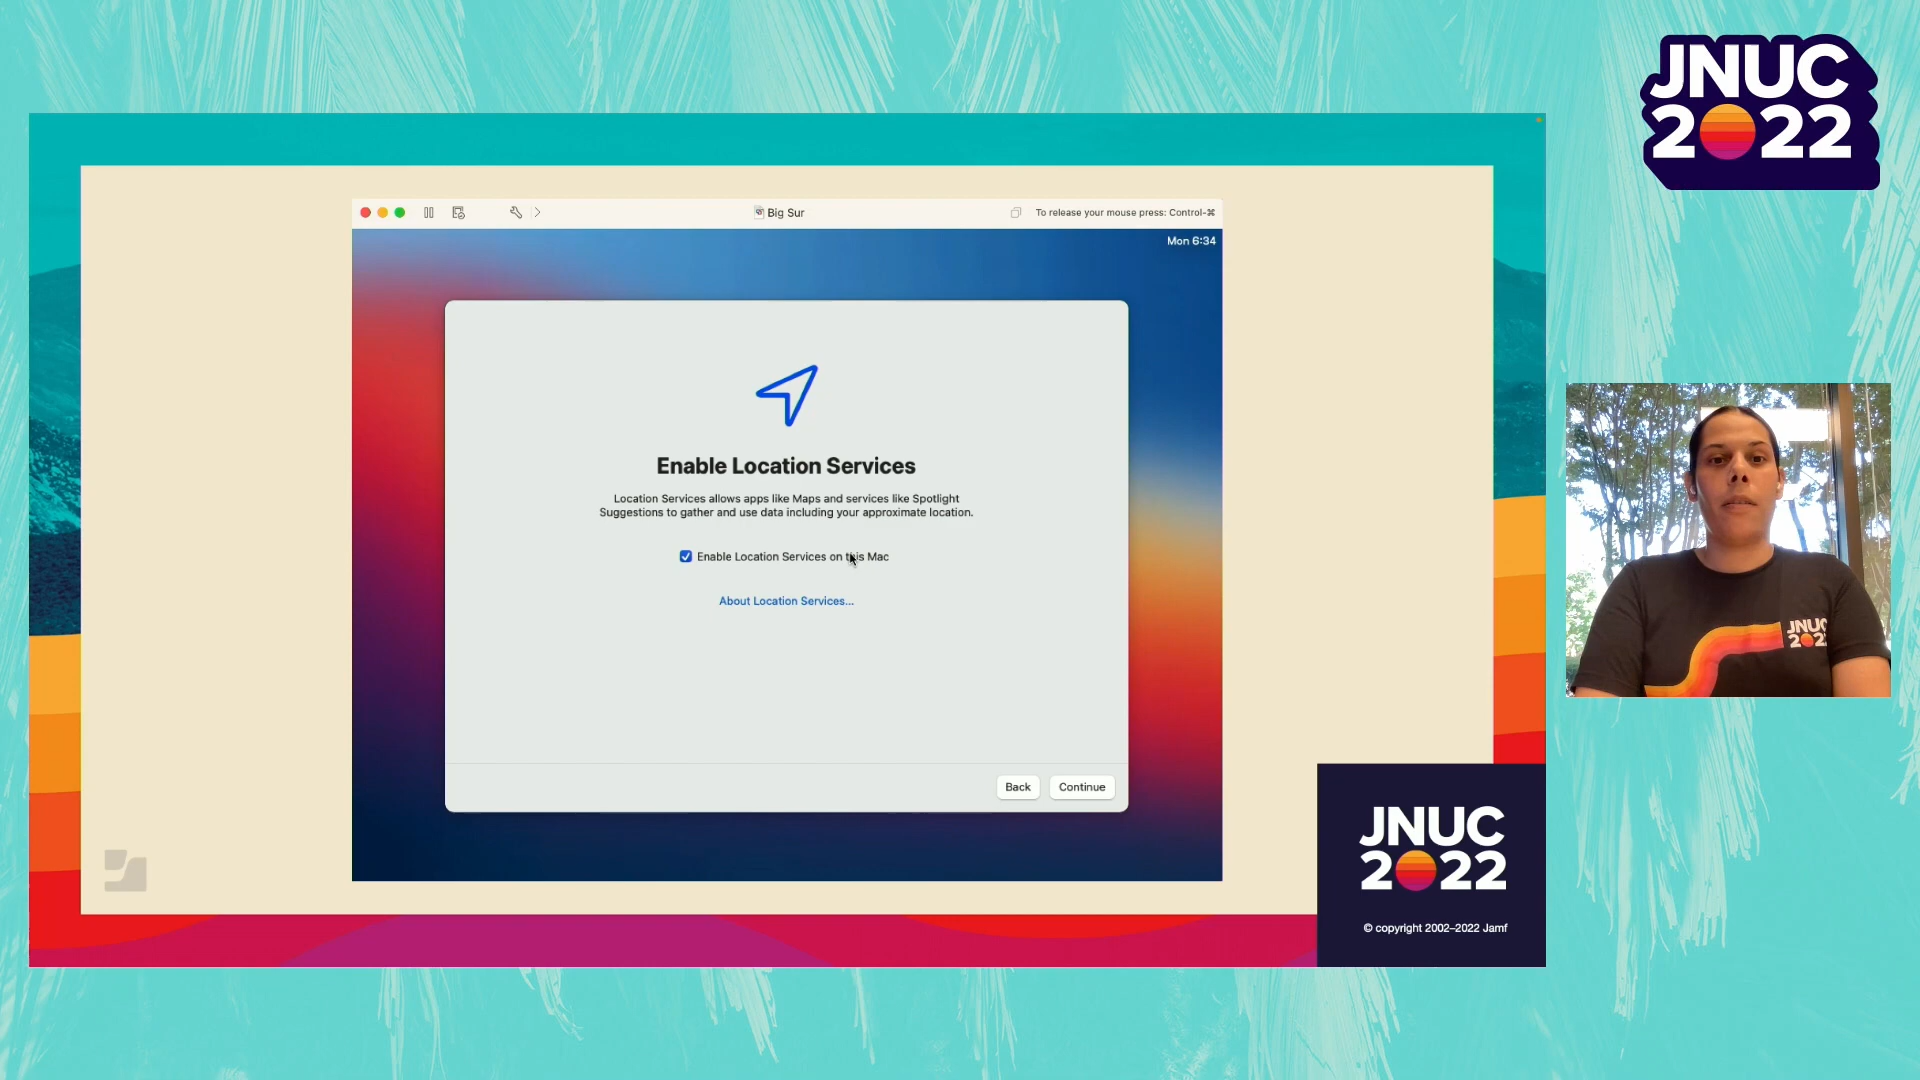 JNUC
2022
Big Sur
To release your mouse press: Control-⌘
Mon 6:34
Enable Location Services
Location Services allows apps like Maps and services like Spotlight
Suggestions to gather and use data including your approximate location.
Enable Location Services on this Mac
About Location Services...
Back
Continue
JNUC
2022
JNUC
2022
© copyright 2002–2022 Jamf